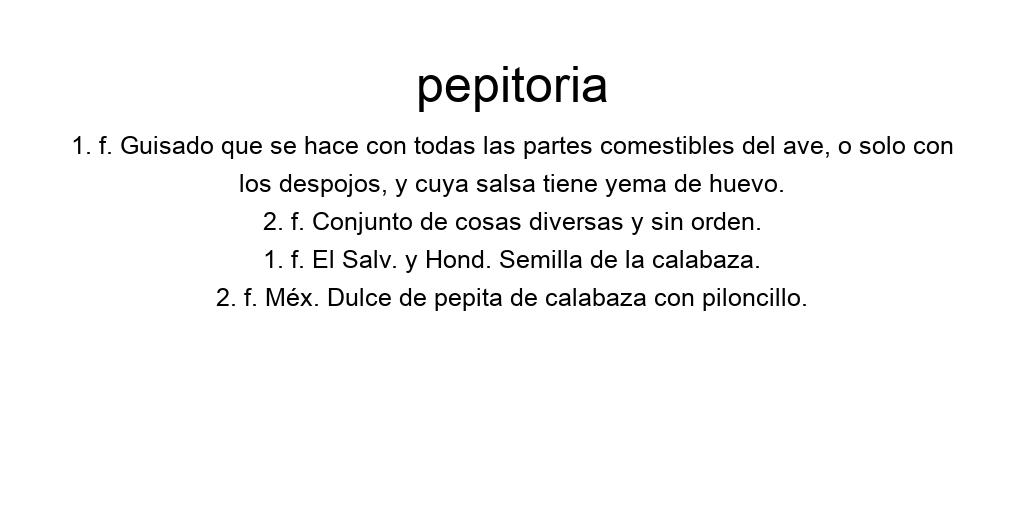 pepitoria
1. f. Guisado que se hace con todas las partes comestibles del ave, o solo con
los despojos, y cuya salsa tiene yema de huevo.
2. f. Conjunto de cosas diversas y sin orden.
1. f. El Salv. y Hond. Semilla de la calabaza.
2. f. Méx. Dulce de pepita de calabaza con piloncillo.